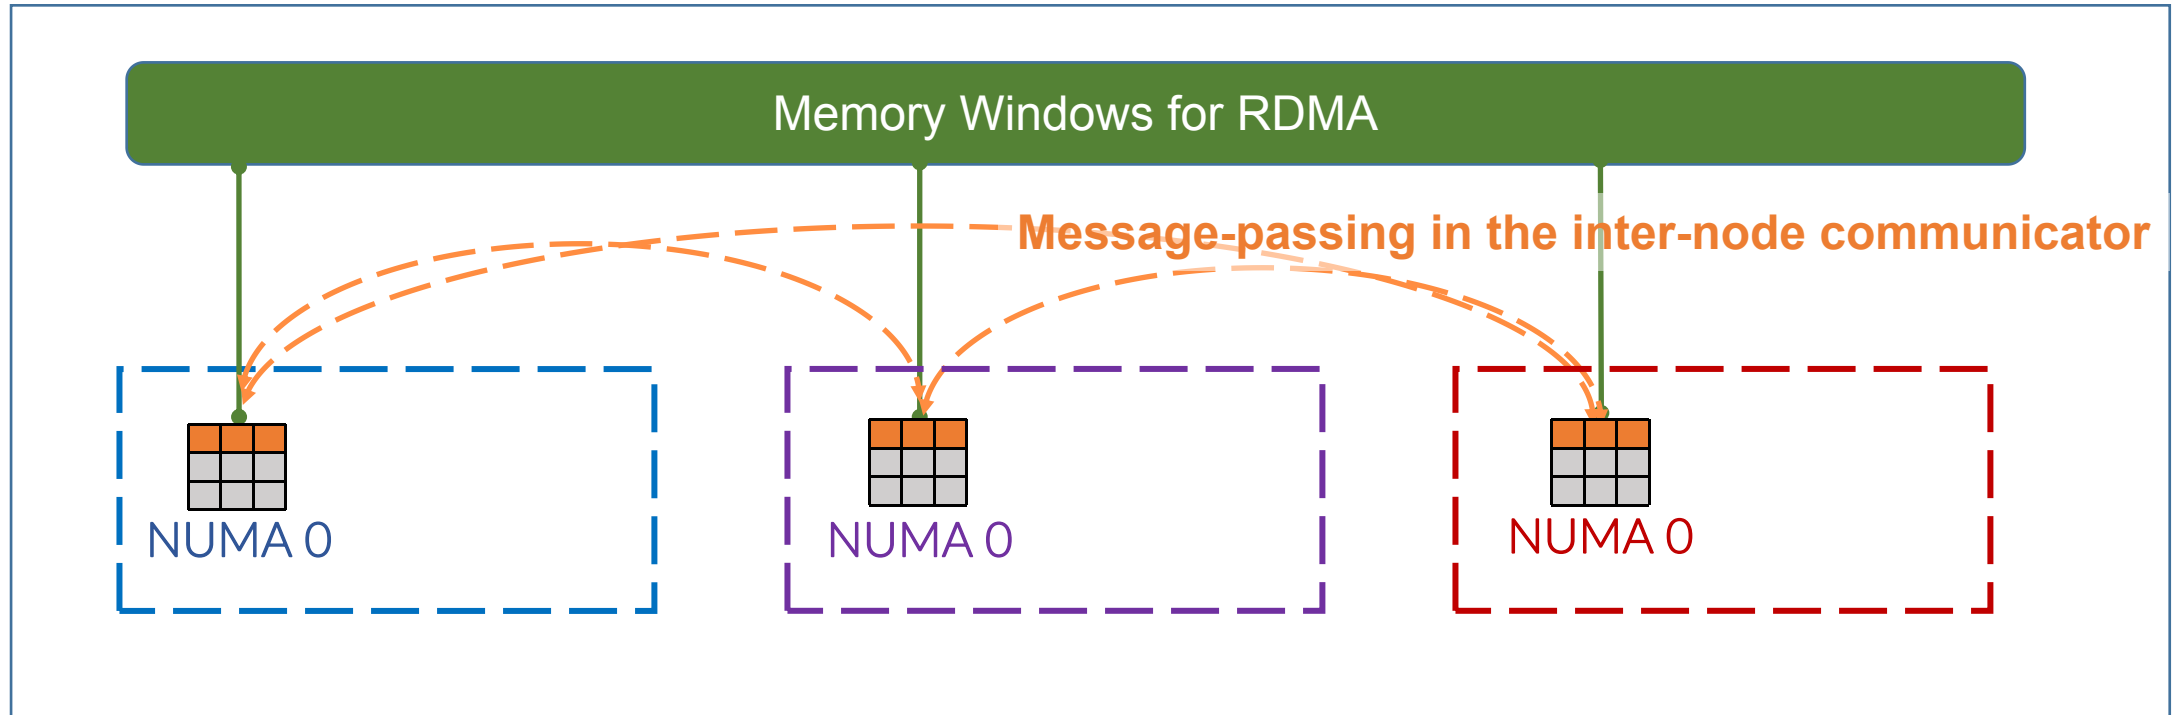 Memory Windows for RDMA
Message-passing in the inter-node communicator
NUMA 0
NUMA 0
NUMA 0